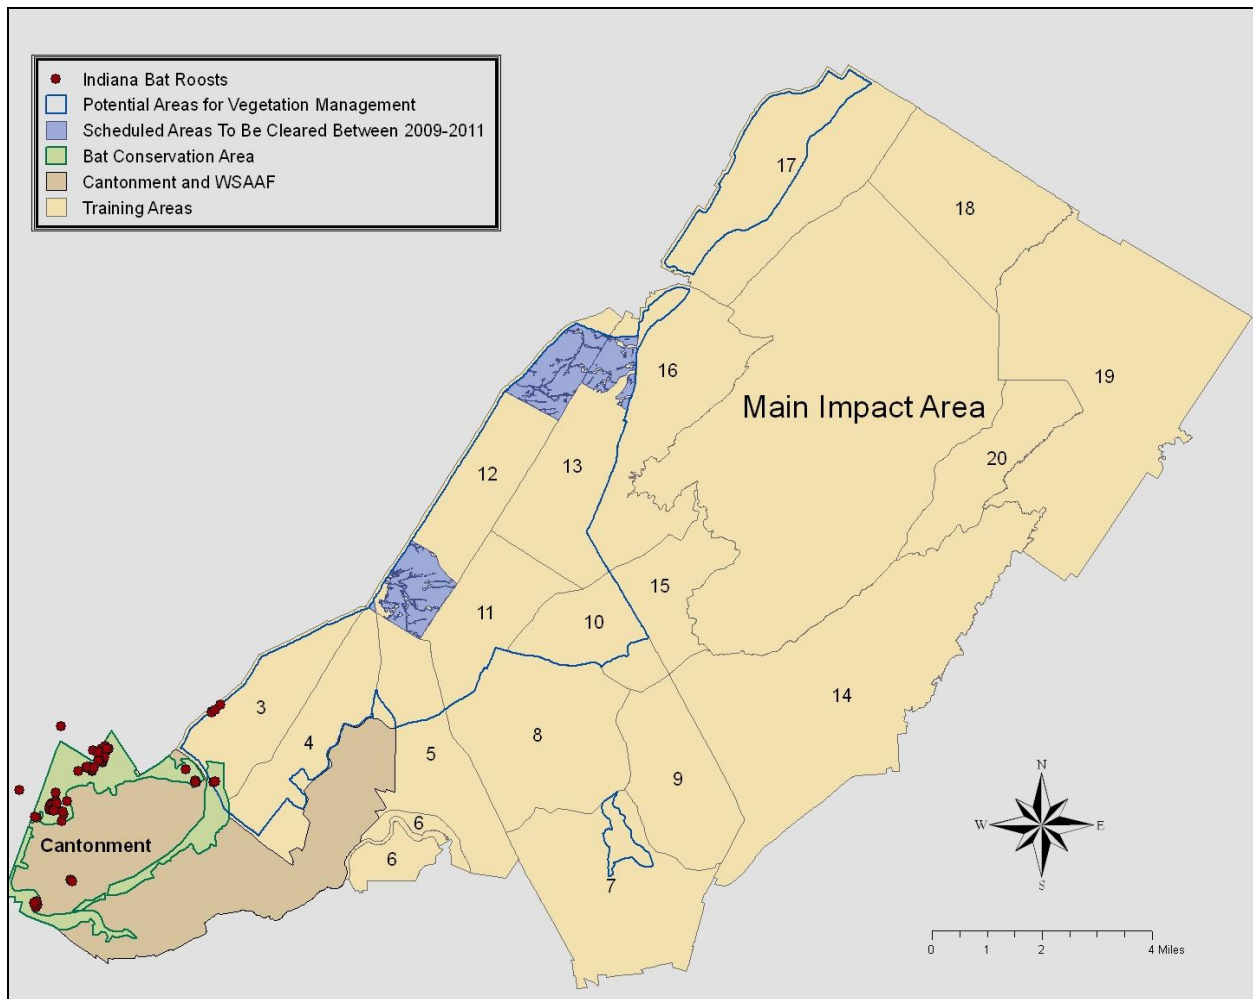 Indiana Bat Roosts
Potential Areas for Vegetation Management
Scheduled Areas To Be Cleared Between 2009-2011
Bat Conservation Area
Cantonment and WSAAF
Training Areas
17
18
16
19
Main Impact Area
20
13
12
15
11
10
14
3
8
4
5
9
6
6
7
Cantonment
N
W
E
S
0 1 2 4 Miles